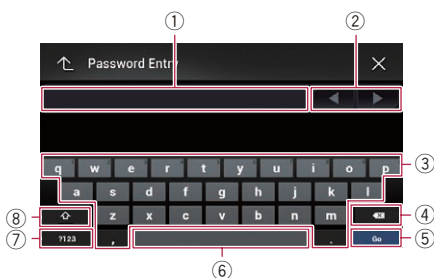 ① ②
Password Entry
q w e r t y u i o p ③
a s d f g h j k l
⑧ z x c v b n m ④
⑦ ?123 , . Go ⑤
⑥